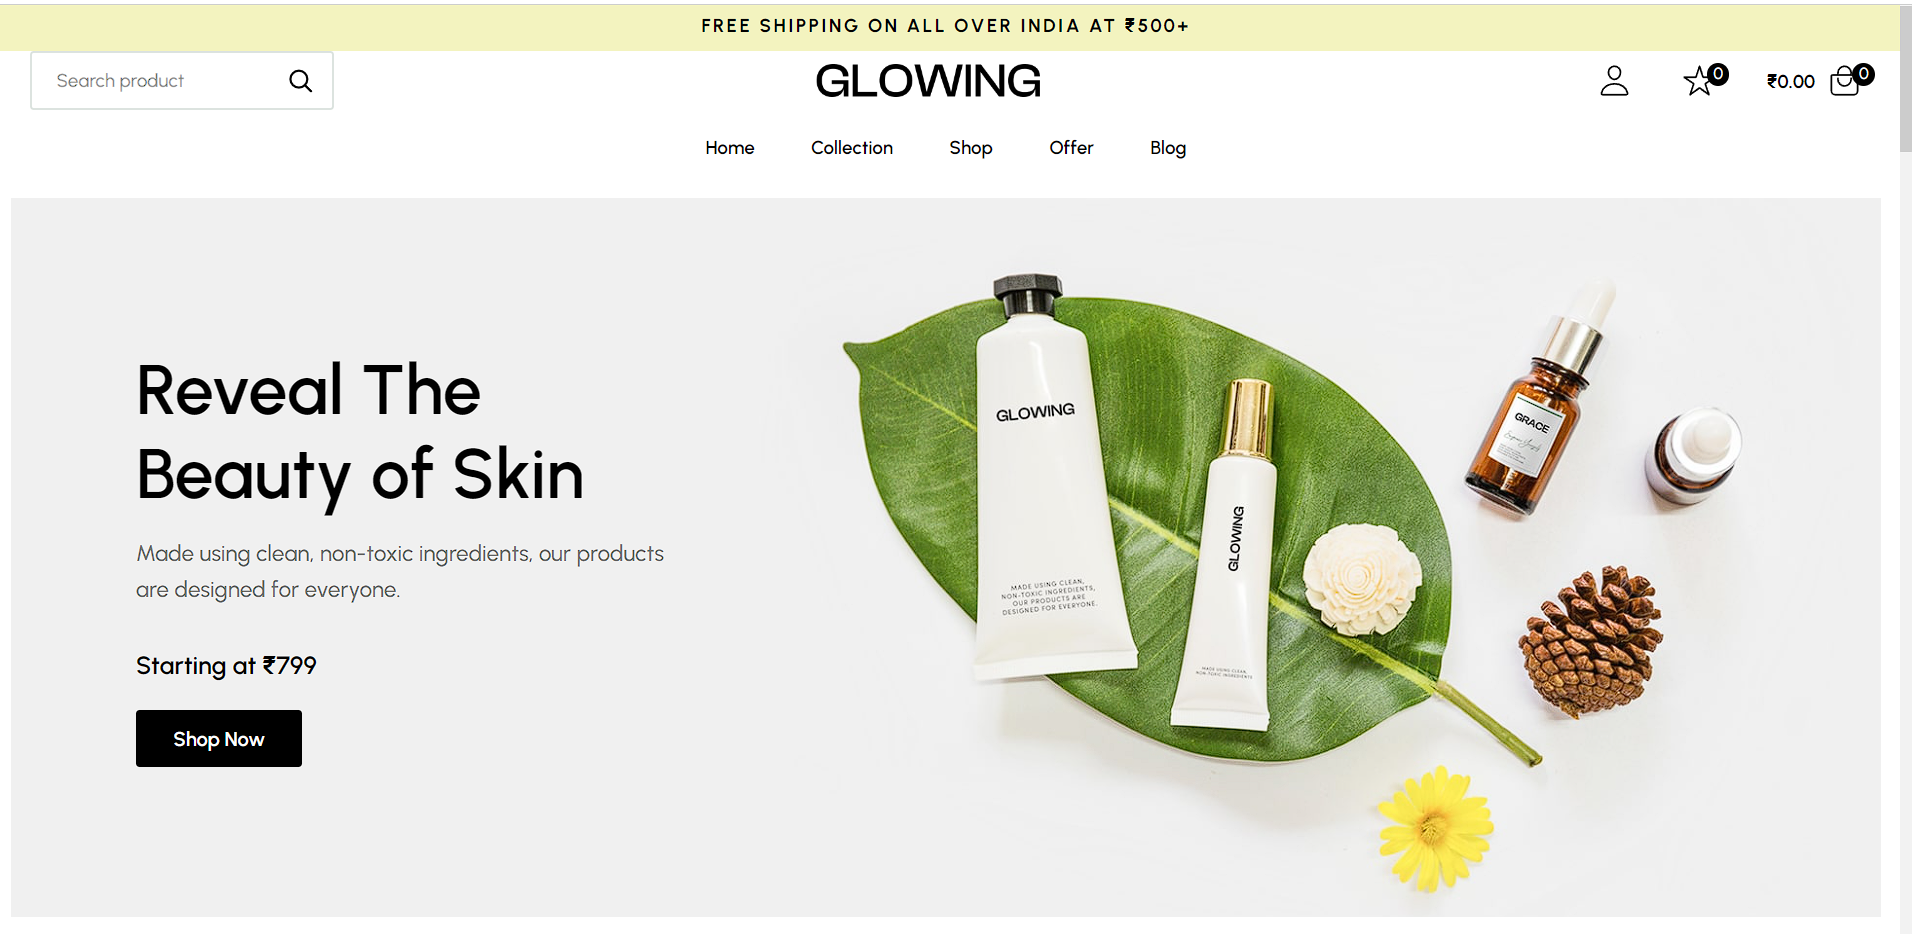 FREE SHIPPING ON ALL OVER INDIA AT ₹500+
Search product
GLOWING
0
₹0.00
0
Home
Collection
Shop
Offer
Blog
Reveal The
Beauty of Skin
Made using clean, non-toxic ingredients, our products
are designed for everyone.
Starting at ₹799
Shop Now
GLOWING
MADE USING CLEAN,
NON-TOXIC INGREDIENTS,
OUR PRODUCTS ARE
DESIGNED FOR EVERYONE.
GLOWING
MADE USING CLEAN,
NON-TOXIC INGREDIENTS
GRACE